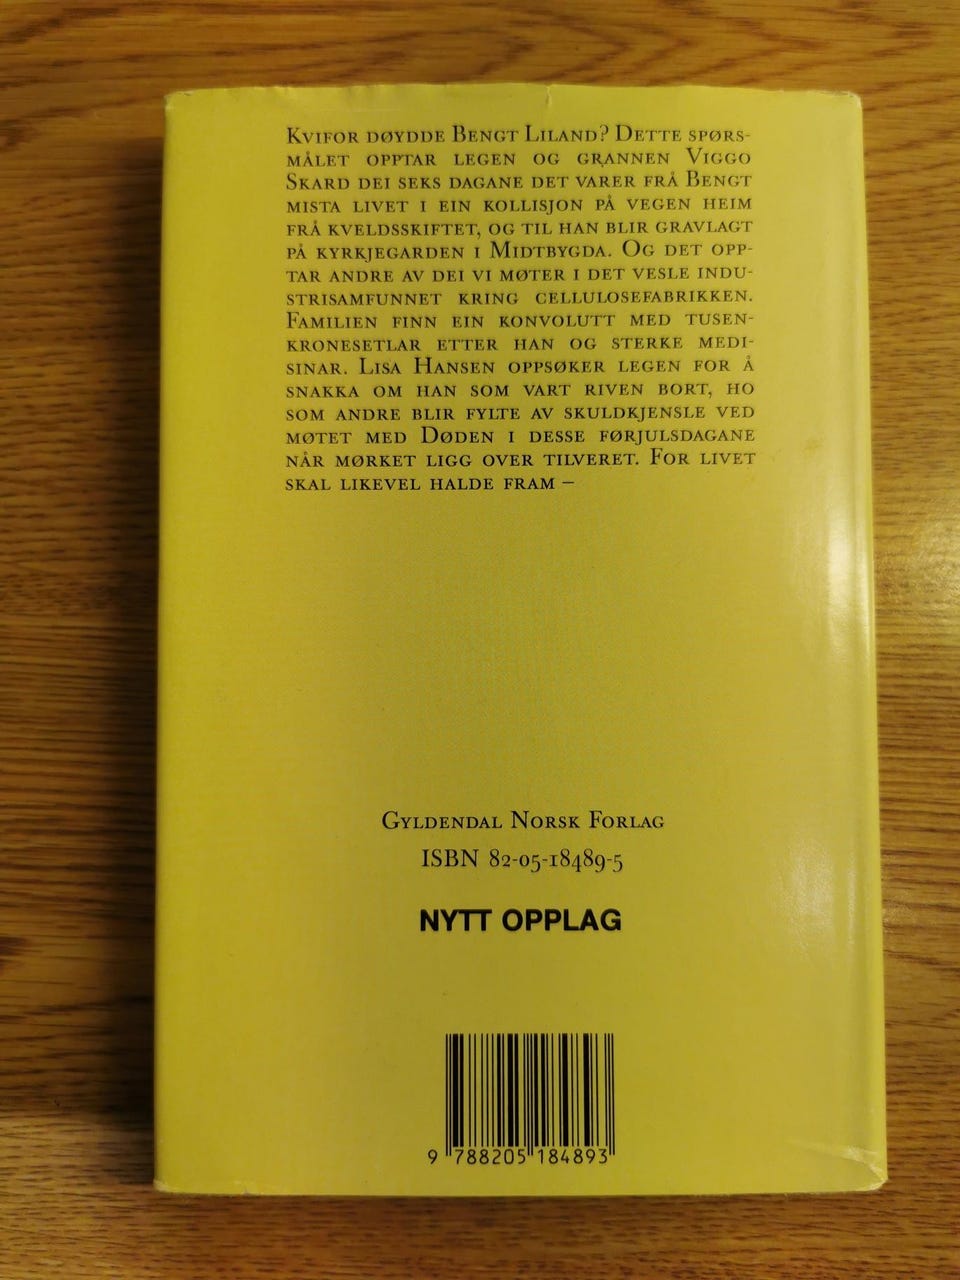 Kvifor døydde Bengt Liland? Dette spørs-
målet opptar legen og grannen Viggo
Skard dei seks dagane det varer frå Bengt
mista livet i ein kollisjon på vegen heim
frå kveldsskiftet, og til han blir gravlagt
på kyrkjegarden i Midtbygda. Og det opp-
tar andre av dei vi møter i det vesle indu-
strisamfunnet kring cellulosefabrikken.
Familien finn ein konvolutt med tusen-
kronesetlar etter han og sterke medi-
sinar. Lisa Hansen oppsøker legen for å
snakka om han som vart riven bort, ho
som andre blir fylte av skuldkjensle ved
møtet med Døden i desse førjulsdagane
når mørket ligg over tilveret. For livet
skal likevel halde fram –
Gyldendal Norsk Forlag
ISBN 82-05-18489-5
NYTT OPPLAG
9 788205 184893